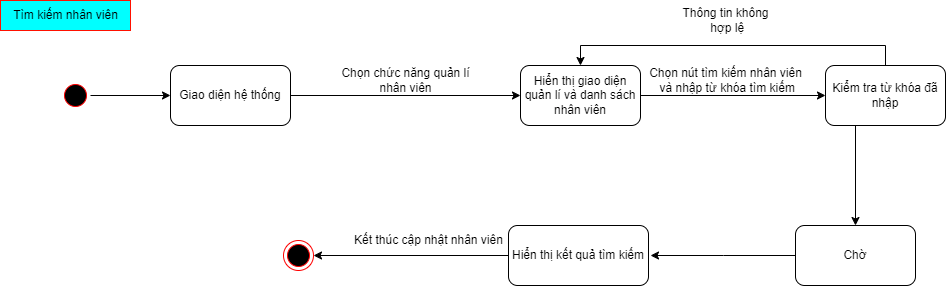 Tìm kiếm nhân viên
Thông tin không
hợp lệ
Giao diện hệ thống
Chọn chức năng quản lí
nhân viên
Hiển thị giao diện
quản lí và danh sách
nhân viên
Chọn nút tìm kiếm nhân viên
và nhập từ khóa tìm kiếm
Kiểm tra từ khóa đã
nhập
Kết thúc cập nhật nhân viên
Hiển thị kết quả tìm kiếm
Chờ